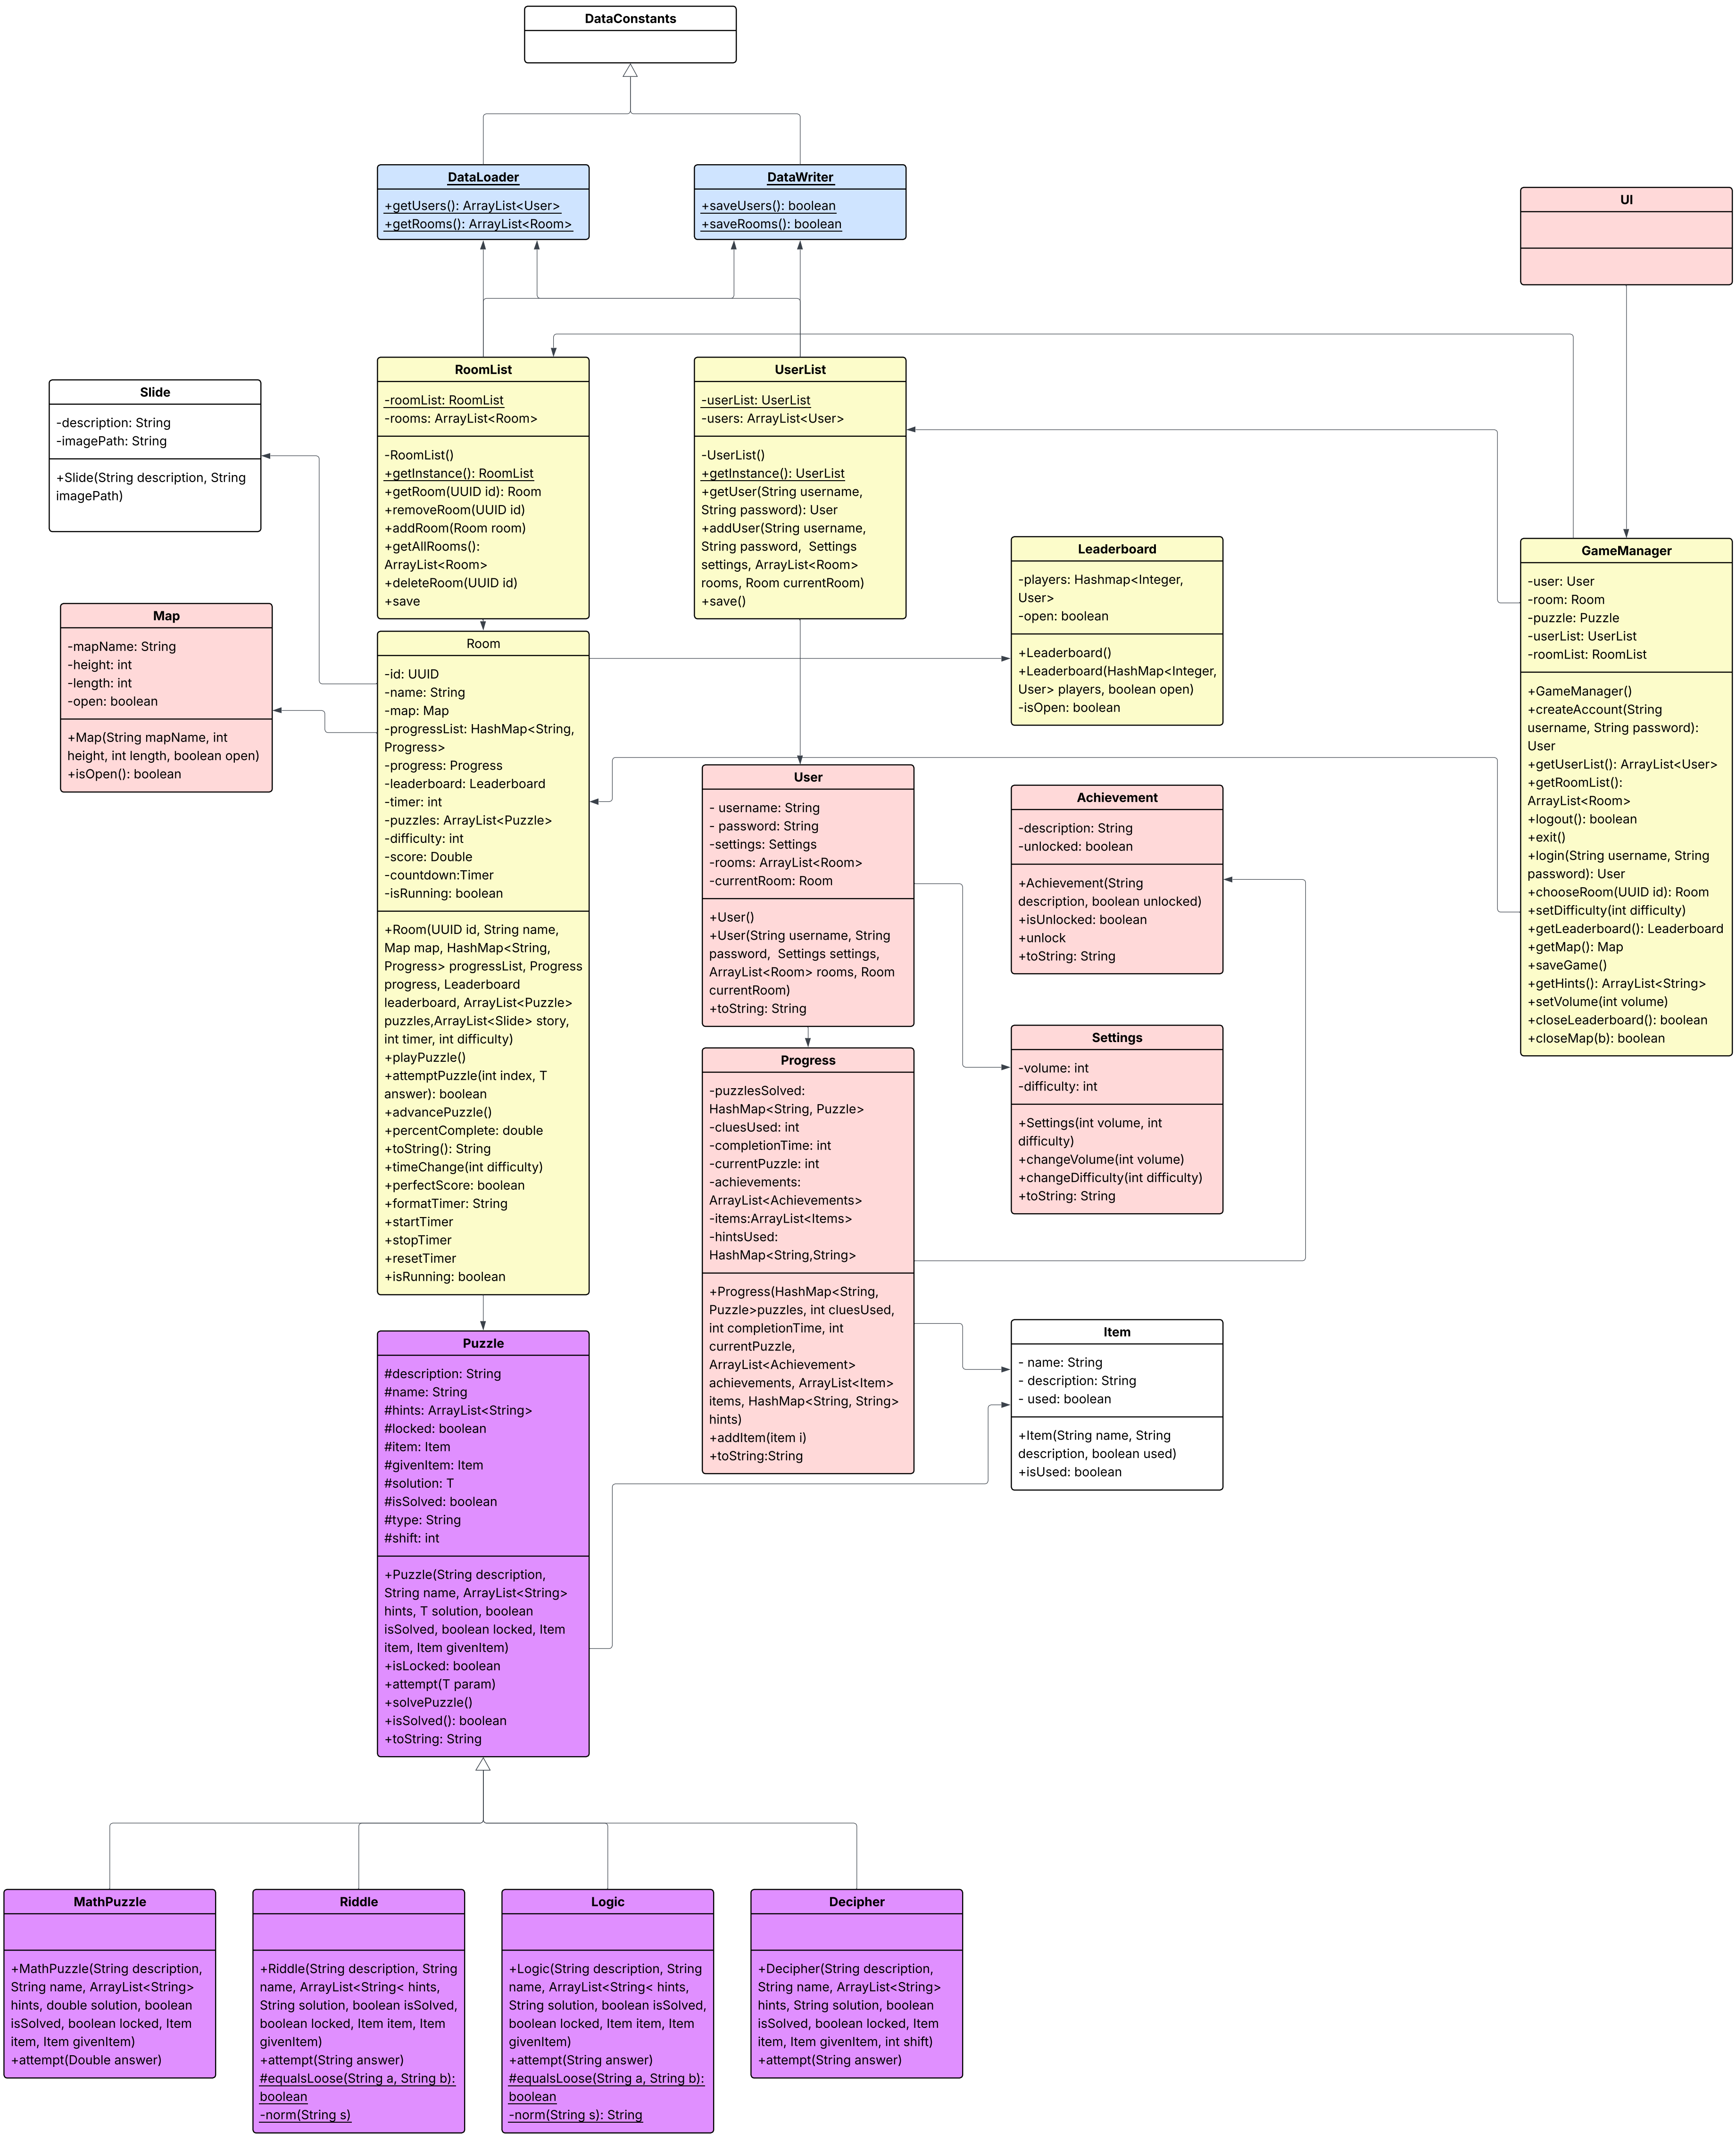 DataConstants
DataLoader
+getUsers(): ArrayList<User>
+getRooms(): ArrayList<Room>
DataWriter
+saveUsers(): boolean
+saveRooms(): boolean
UI
RoomList
-roomList: RoomList
-rooms: ArrayList<Room>
-RoomList()
+getInstance(): RoomList
+getRoom(UUID id): Room
+removeRoom(UUID id)
+addRoom(Room room)
+getAllRooms():
ArrayList<Room>
+deleteRoom(UUID id)
+save
UserList
-userList: UserList
-users: ArrayList<User>
-UserList()
+getInstance(): UserList
+getUser(String username,
String password): User
+addUser(String username,
String password,  Settings
settings, ArrayList<Room>
rooms, Room currentRoom)
+save()
Slide
-description: String
-imagePath: String
+Slide(String description, String
imagePath)
Leaderboard
-players: Hashmap<Integer,
User>
-open: boolean
+Leaderboard()
+Leaderboard(HashMap<Integer,
User> players, boolean open)
-isOpen: boolean
GameManager
-user: User
-room: Room
-puzzle: Puzzle
-userList: UserList
-roomList: RoomList
+GameManager()
+createAccount(String
username, String password):
User
+getUserList(): ArrayList<User>
+getRoomList():
ArrayList<Room>
+logout(): boolean
+exit()
+login(String username, String
password): User
+chooseRoom(UUID id): Room
+setDifficulty(int difficulty)
+getLeaderboard(): Leaderboard
+getMap(): Map
+saveGame()
+getHints(): ArrayList<String>
+setVolume(int volume)
+closeLeaderboard(): boolean
+closeMap(b): boolean
Map
-mapName: String
-height: int
-length: int
-open: boolean
+Map(String mapName, int
height, int length, boolean open)
+isOpen(): boolean
Room
-id: UUID
-name: String
-map: Map
-progressList: HashMap<String,
Progress>
-progress: Progress
-leaderboard: Leaderboard
-timer: int
-puzzles: ArrayList<Puzzle>
-difficulty: int
-score: Double
-countdown:Timer
-isRunning: boolean
+Room(UUID id, String name,
Map map, HashMap<String,
Progress> progressList, Progress
progress, Leaderboard
leaderboard, ArrayList<Puzzle>
puzzles,ArrayList<Slide> story,
int timer, int difficulty)
+playPuzzle()
+attemptPuzzle(int index, T
answer): boolean
+advancePuzzle()
+percentComplete: double
+toString(): String
+timeChange(int difficulty)
+perfectScore: boolean
+formatTimer: String
+startTimer
+stopTimer
+resetTimer
+isRunning: boolean
User
- username: String
- password: String
-settings: Settings
-rooms: ArrayList<Room>
-currentRoom: Room
+User()
+User(String username, String
password,  Settings settings,
ArrayList<Room> rooms, Room
currentRoom)
+toString: String
Achievement
-description: String
-unlocked: boolean
+Achievement(String
description, boolean unlocked)
+isUnlocked: boolean
+unlock
+toString: String
Settings
-volume: int
-difficulty: int
+Settings(int volume, int
difficulty)
+changeVolume(int volume)
+changeDifficulty(int difficulty)
+toString: String
Progress
-puzzlesSolved:
HashMap<String, Puzzle>
-cluesUsed: int
-completionTime: int
-currentPuzzle: int
-achievements:
ArrayList<Achievements>
-items:ArrayList<Items>
-hintsUsed:
HashMap<String,String>
+Progress(HashMap<String,
Puzzle>puzzles, int cluesUsed,
int completionTime, int
currentPuzzle,
ArrayList<Achievement>
achievements, ArrayList<Item>
items, HashMap<String, String>
hints)
+addItem(item i)
+toString:String
Item
- name: String
- description: String
- used: boolean
+Item(String name, String
description, boolean used)
+isUsed: boolean
Puzzle
#description: String
#name: String
#hints: ArrayList<String>
#locked: boolean
#item: Item
#givenItem: Item
#solution: T
#isSolved: boolean
#type: String
#shift: int
+Puzzle(String description,
String name, ArrayList<String>
hints, T solution, boolean
isSolved, boolean locked, Item
item, Item givenItem)
+isLocked: boolean
+attempt(T param)
+solvePuzzle()
+isSolved(): boolean
+toString: String
MathPuzzle
+MathPuzzle(String description,
String name, ArrayList<String>
hints, double solution, boolean
isSolved, boolean locked, Item
item, Item givenItem)
+attempt(Double answer)
Riddle
+Riddle(String description, String
name, ArrayList<String< hints,
String solution, boolean isSolved,
boolean locked, Item item, Item
givenItem)
+attempt(String answer)
#equalsLoose(String a, String b):
boolean
-norm(String s)
Logic
+Logic(String description, String
name, ArrayList<String< hints,
String solution, boolean isSolved,
boolean locked, Item item, Item
givenItem)
+attempt(String answer)
#equalsLoose(String a, String b):
boolean
-norm(String s): String
Decipher
+Decipher(String description,
String name, ArrayList<String>
hints, String solution, boolean
isSolved, boolean locked, Item
item, Item givenItem, int shift)
+attempt(String answer)